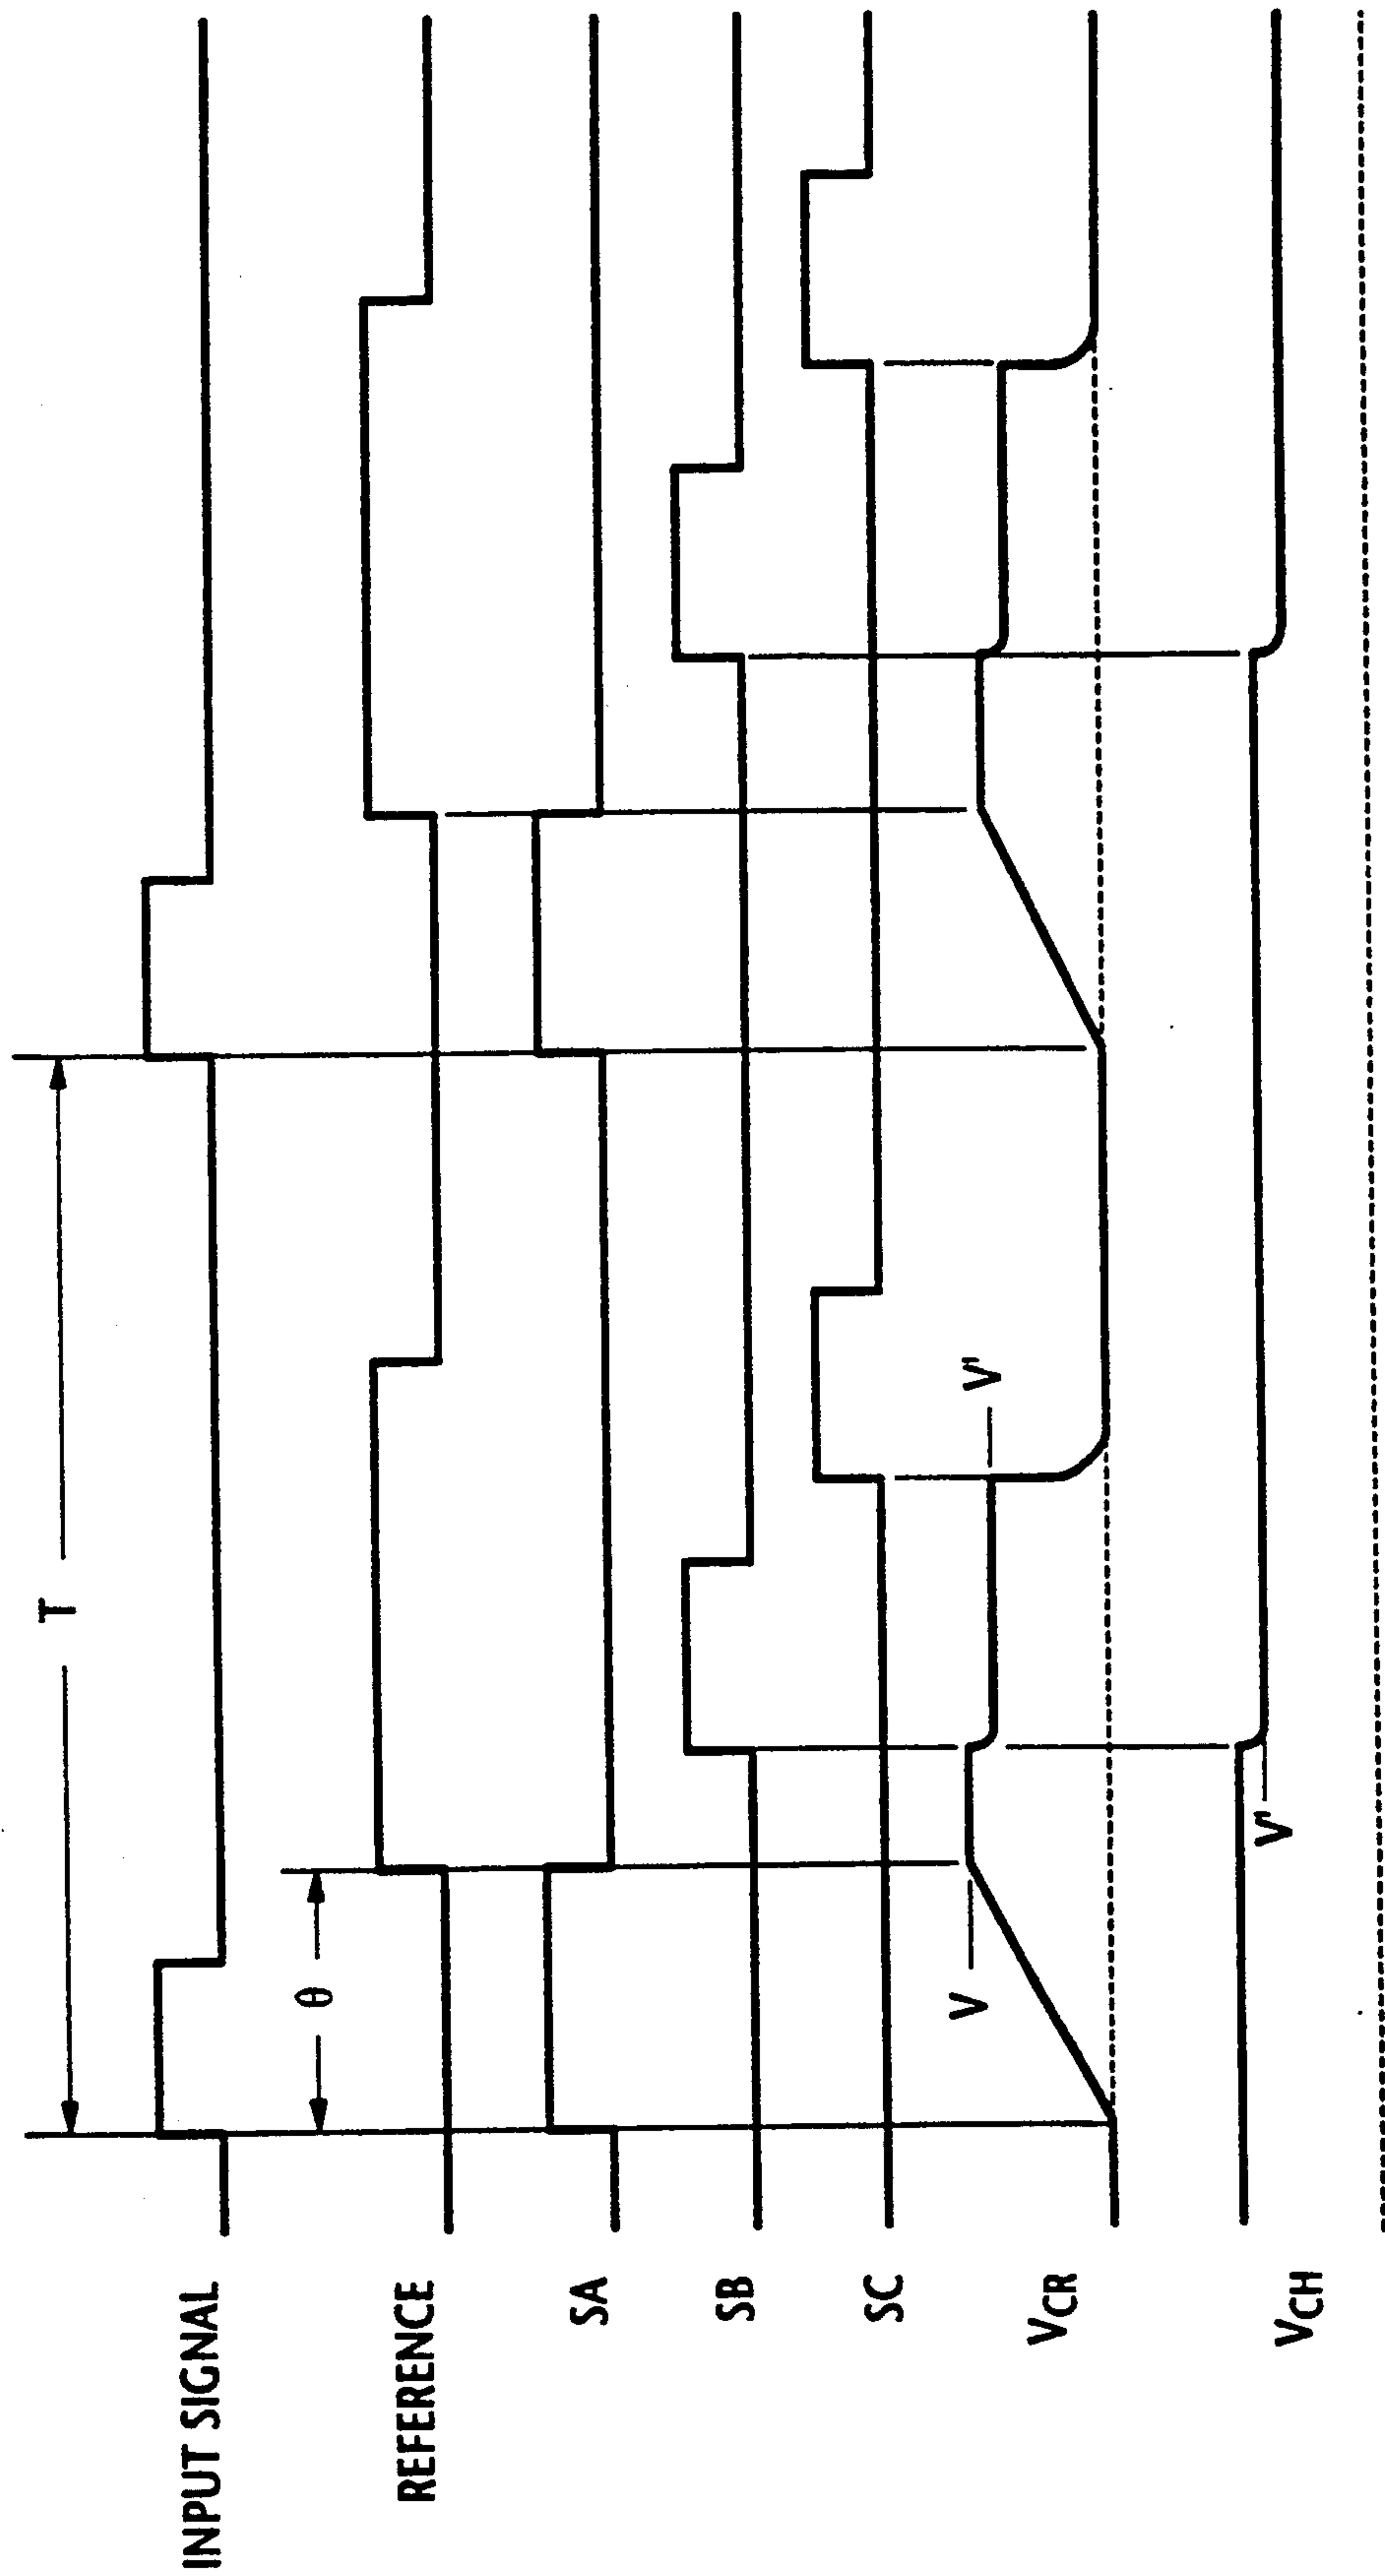 T
INPUT SIGNAL
θ
REFERENCE
SA
SB
SC
V
V'
VCR
V'
VCH